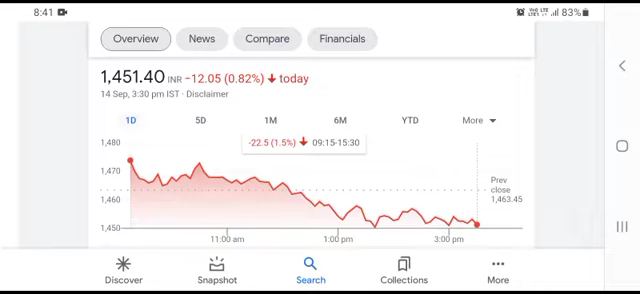 8:41
VoLTE LTE1 83%
Overview News Compare Financials
1,451.40 INR −12.05 (0.82%) today
14 Sep, 3:30 pm IST · Disclaimer
1D 5D 1M 6M YTD More
-22.5 (1.5%) 09:15-15:30
1,480
1,470
1,460
1,450
Prev
close
1,463.45
11:00 am 1:00 pm 3:00 pm
Discover Snapshot Search Collections More